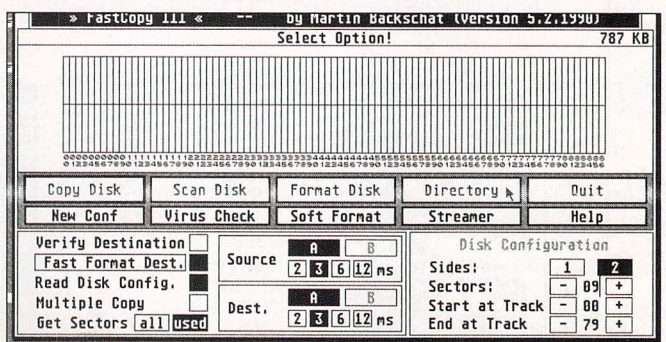 » FastCopy III « -- by Martin Backschat (Version 5.2.1990)
Select Option! 787 KB
Copy Disk Scan Disk Format Disk Directory Quit
New Conf Virus Check Soft Format Streamer Help
Verify Destination
Fast Format Dest.
Read Disk Config.
Multiple Copy
Get Sectors all used
Source A B
2 3 6 12 ms
Dest. A B
2 3 6 12 ms
Disk Configuration
Sides: 1 2
Sectors: - 09 +
Start at Track - 00 +
End at Track - 79 +